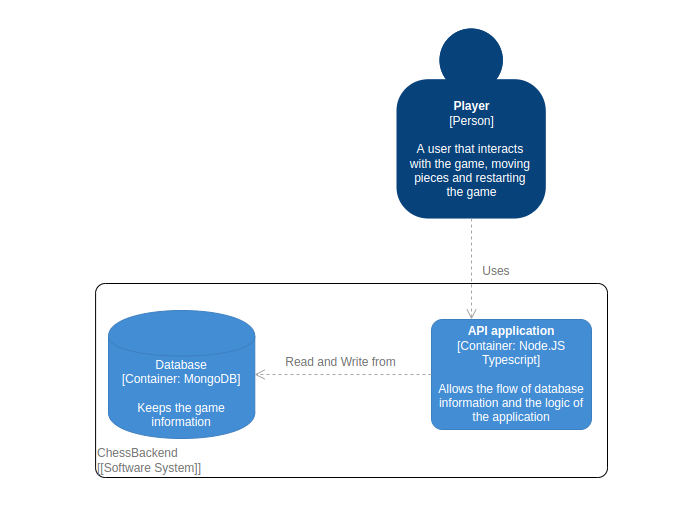 Player
[Person]
A user that interacts
with the game, moving
pieces and restarting
the game
Uses
API application
[Container: Node.JS
Typescript]
Allows the flow of database
information and the logic of
the application
Read and Write from
Database
[Container: MongoDB]
Keeps the game
information
ChessBackend
[[Software System]]